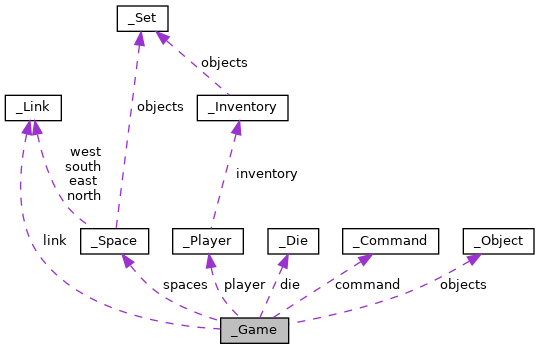 _Set
objects
_Link
objects
_Inventory
west
south
east
north
inventory
link
_Space
_Player
_Die
_Command
_Object
spaces
player
die
command
objects
_Game